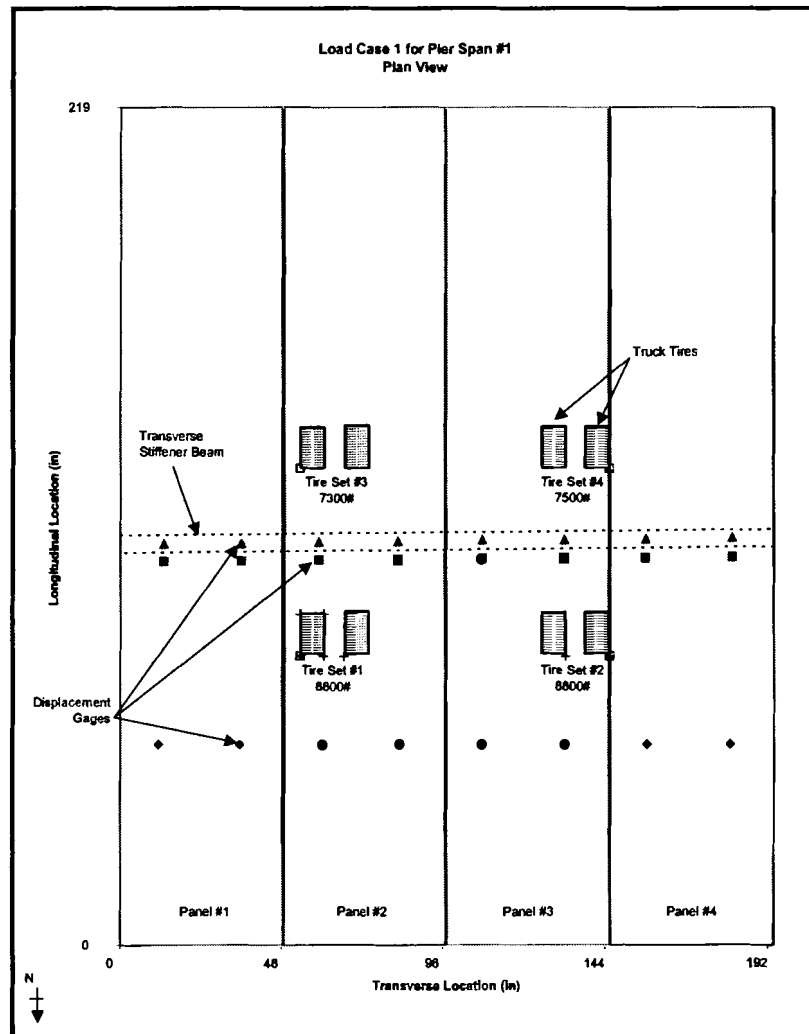 Load Case 1 for Pier Span #1
Plan View
219
Truck Tires
Transverse
Stiffener Beam
Tire Set #3
7300#
Tire Set #4
7500#
Longitudinal Location (in)
Tire Set #1
8800#
Tire Set #2
8800#
Displacement
Gages
Panel #1
Panel #2
Panel #3
Panel #4
0
0
48
96
144
192
Transverse Location (in)
N